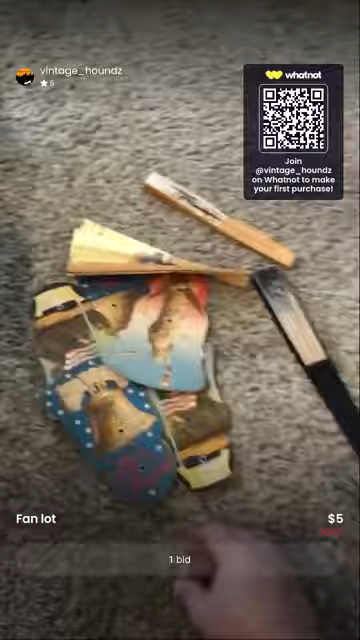 vintage_houndz
★5
whatnot
Join
@vintage_houndz
on Whatnot to make
your first purchase!
Fan lot
$5
1 bid